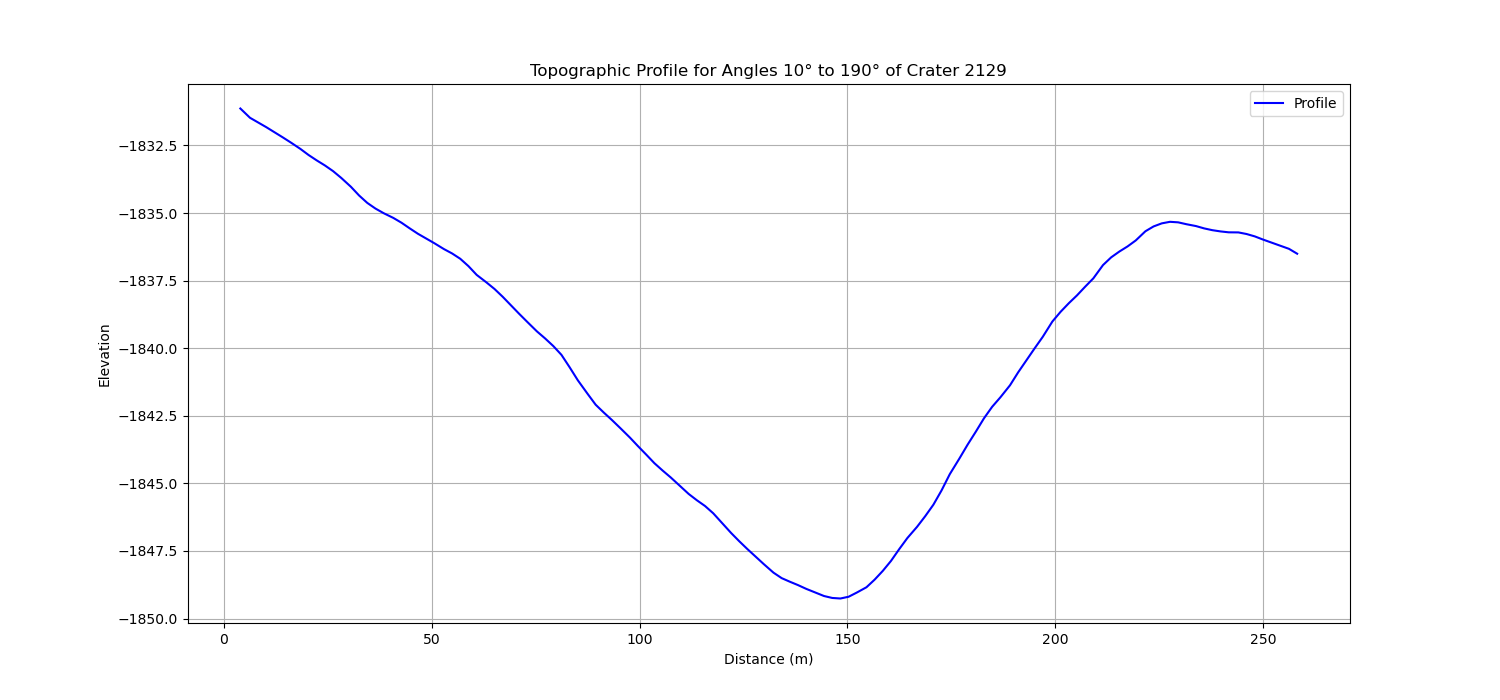 Topographic Profile for Angles 10° to 190° of Crater 2129
Profile
−1832.5
−1835.0
−1837.5
−1840.0
−1842.5
−1845.0
−1847.5
−1850.0
Elevation
0 50 100 150 200 250
Distance (m)